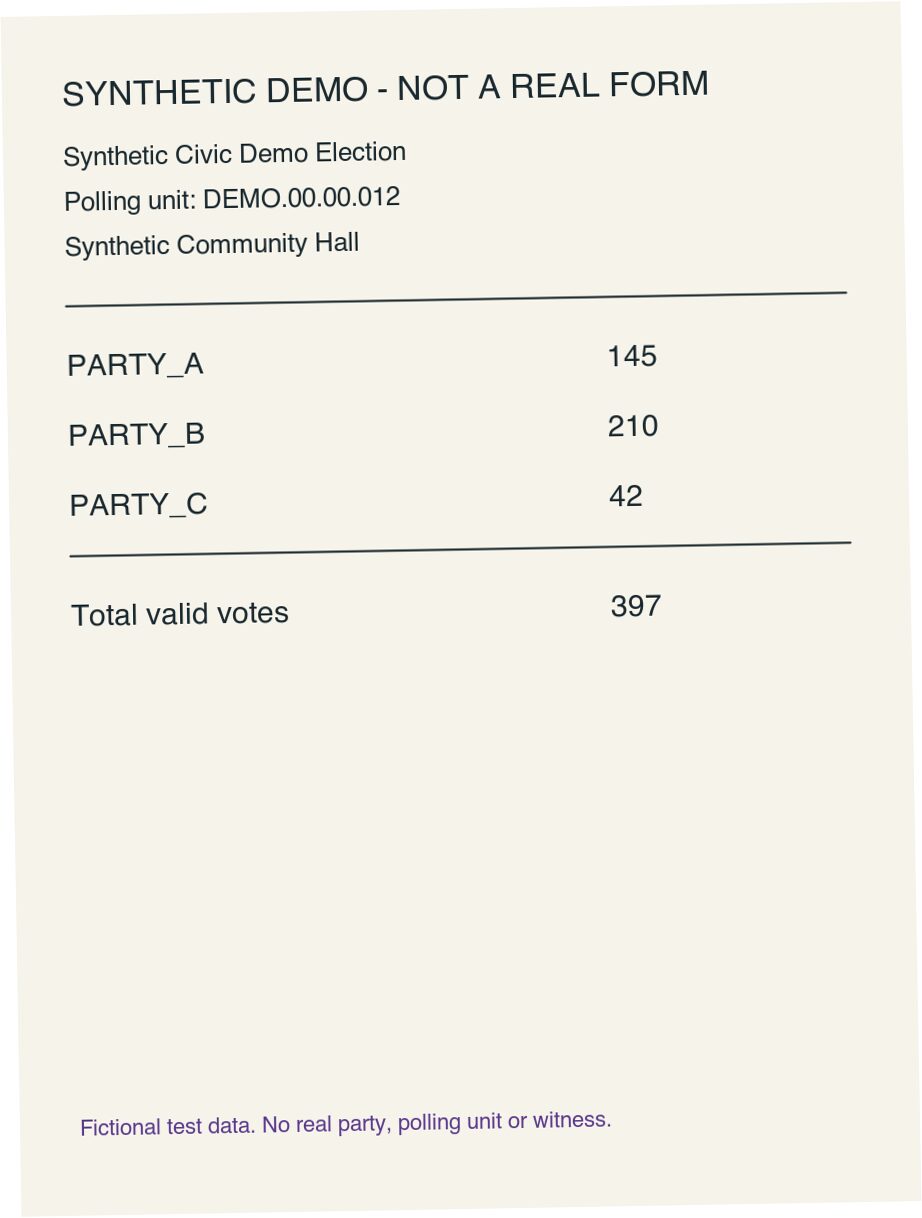 SYNTHETIC DEMO - NOT A REAL FORM
Synthetic Civic Demo Election
Polling unit: DEMO.00.00.012
Synthetic Community Hall
PARTY_A 145
PARTY_B 210
PARTY_C 42
Total valid votes 397
Fictional test data. No real party, polling unit or witness.